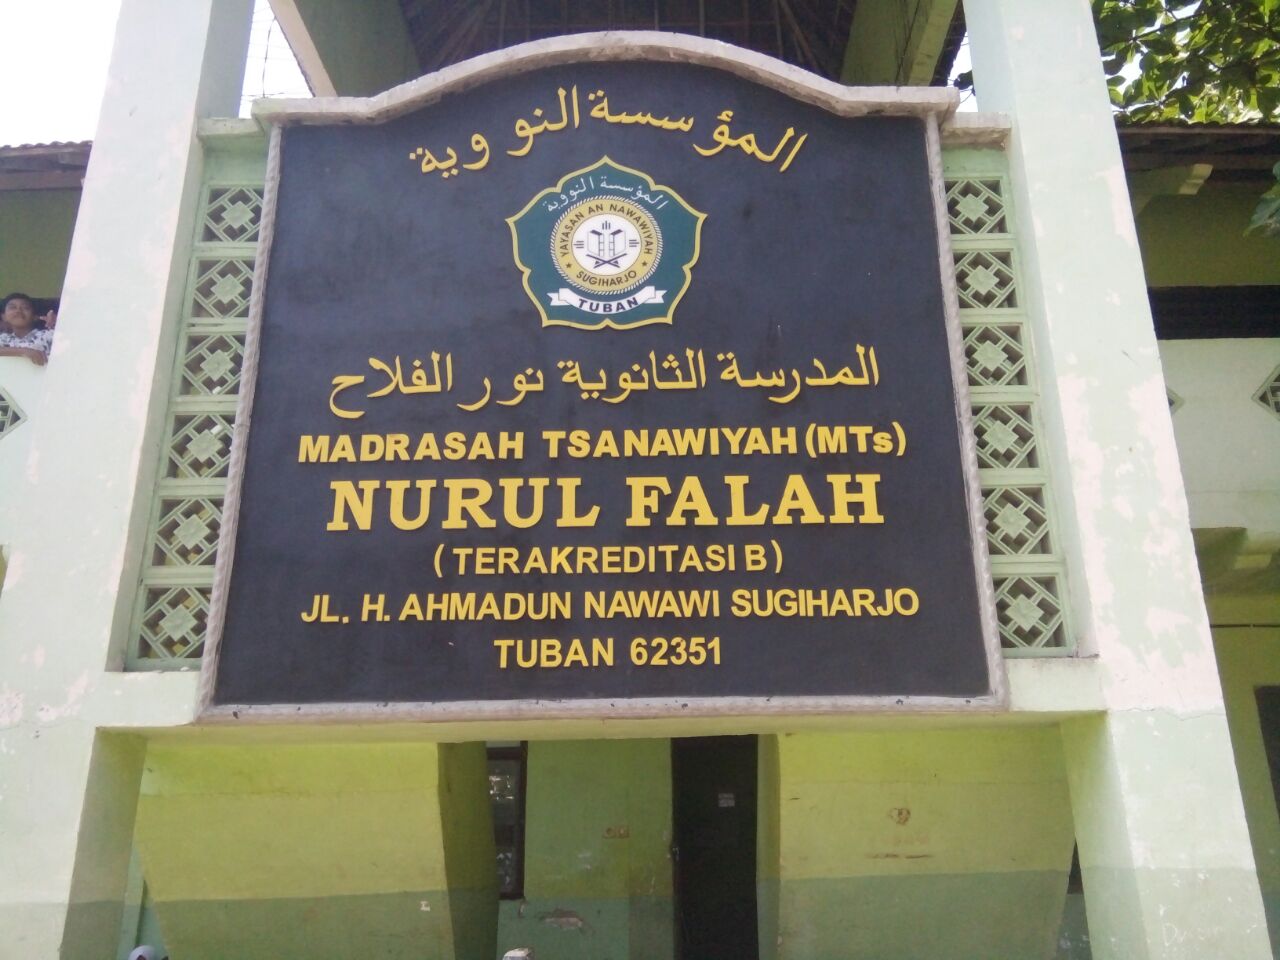 المؤسسة النووية
المؤسسة النووية
YAYASAN AN NAWAWIYAH
SUGIHARJO
TUBAN
المدرسة الثانوية نور الفلاح
MADRASAH TSANAWIYAH (MTs)
NURUL FALAH
(TERAKREDITASI B)
JL. H. AHMADUN NAWAWI SUGIHARJO
TUBAN 62351